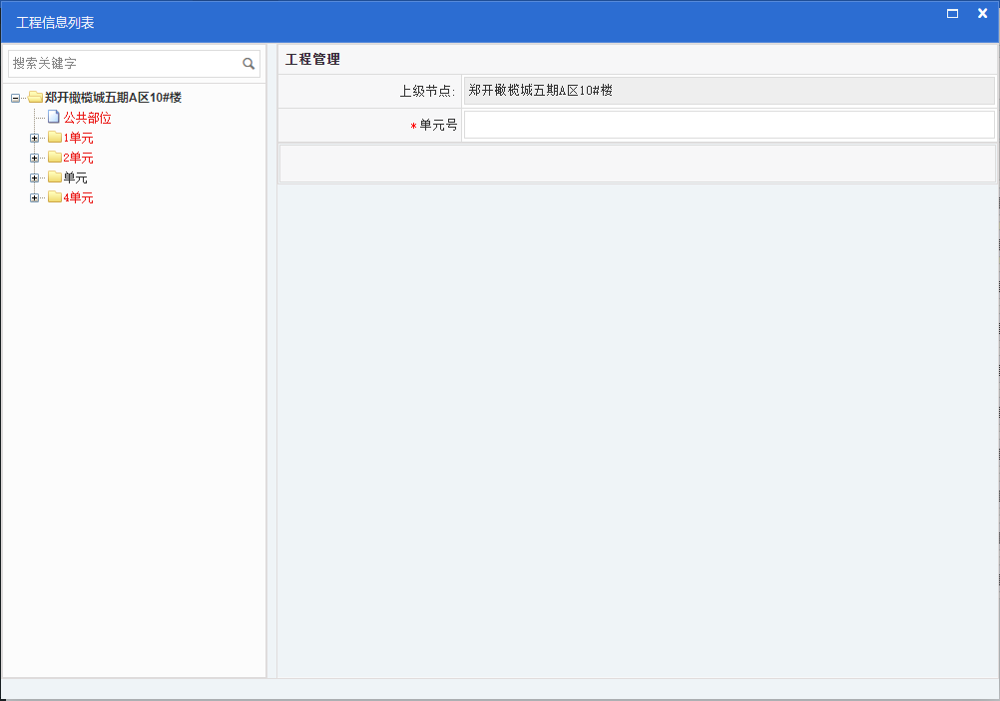 工程信息列表
搜索关键字
郑开橄榄城五期A区10#楼
公共部位
1单元
2单元
单元
4单元
工程管理
上级节点:
郑开橄榄城五期A区10#楼
*单元号